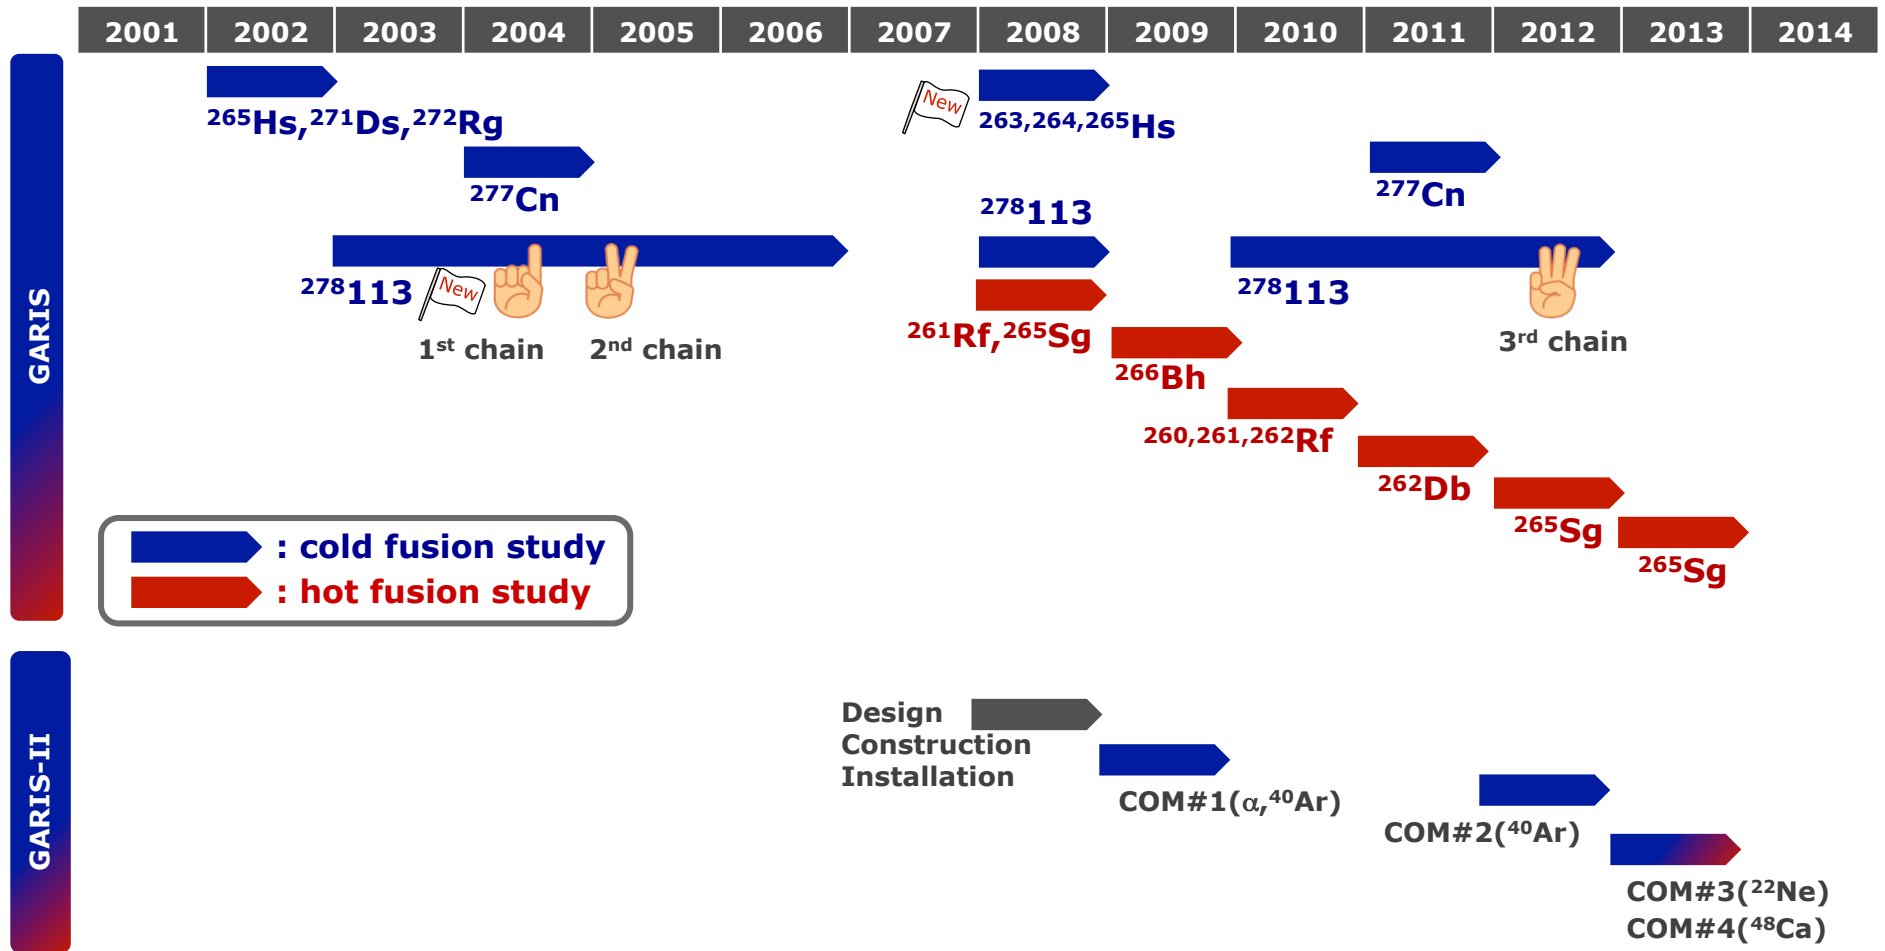 2001 2002 2003 2004 2005 2006 2007 2008 2009 2010 2011 2012 2013 2014
GARIS
²⁶⁵Hs,²⁷¹Ds,²⁷²Rg
New
²⁶³,²⁶⁴,²⁶⁵Hs
²⁷⁷Cn
²⁷⁷Cn
²⁷⁸113
²⁷⁸113
New
1ˢᵗ chain
2ⁿᵈ chain
²⁷⁸113
3ʳᵈ chain
²⁶¹Rf,²⁶⁵Sg
²⁶⁶Bh
²⁶⁰,²⁶¹,²⁶²Rf
²⁶²Db
²⁶⁵Sg
²⁶⁵Sg
: cold fusion study
: hot fusion study
GARIS-II
Design
Construction
Installation
COM#1(α,⁴⁰Ar)
COM#2(⁴⁰Ar)
COM#3(²²Ne)
COM#4(⁴⁸Ca)